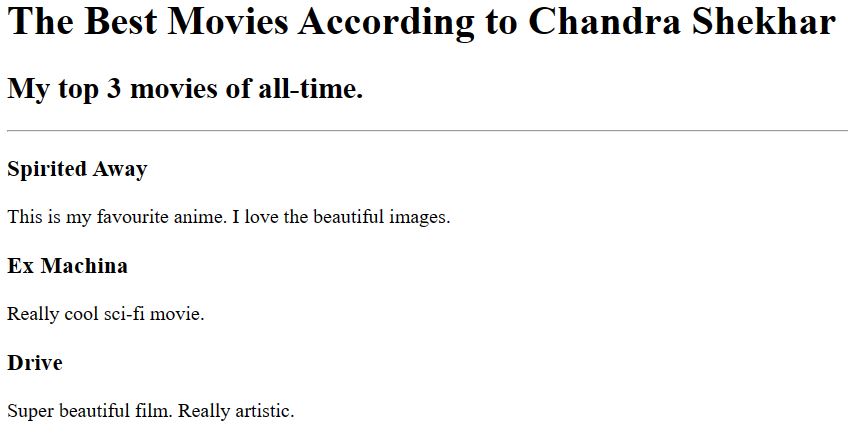 The Best Movies According to Chandra Shekhar
My top 3 movies of all-time.
Spirited Away
This is my favourite anime. I love the beautiful images.
Ex Machina
Really cool sci-fi movie.
Drive
Super beautiful film. Really artistic.